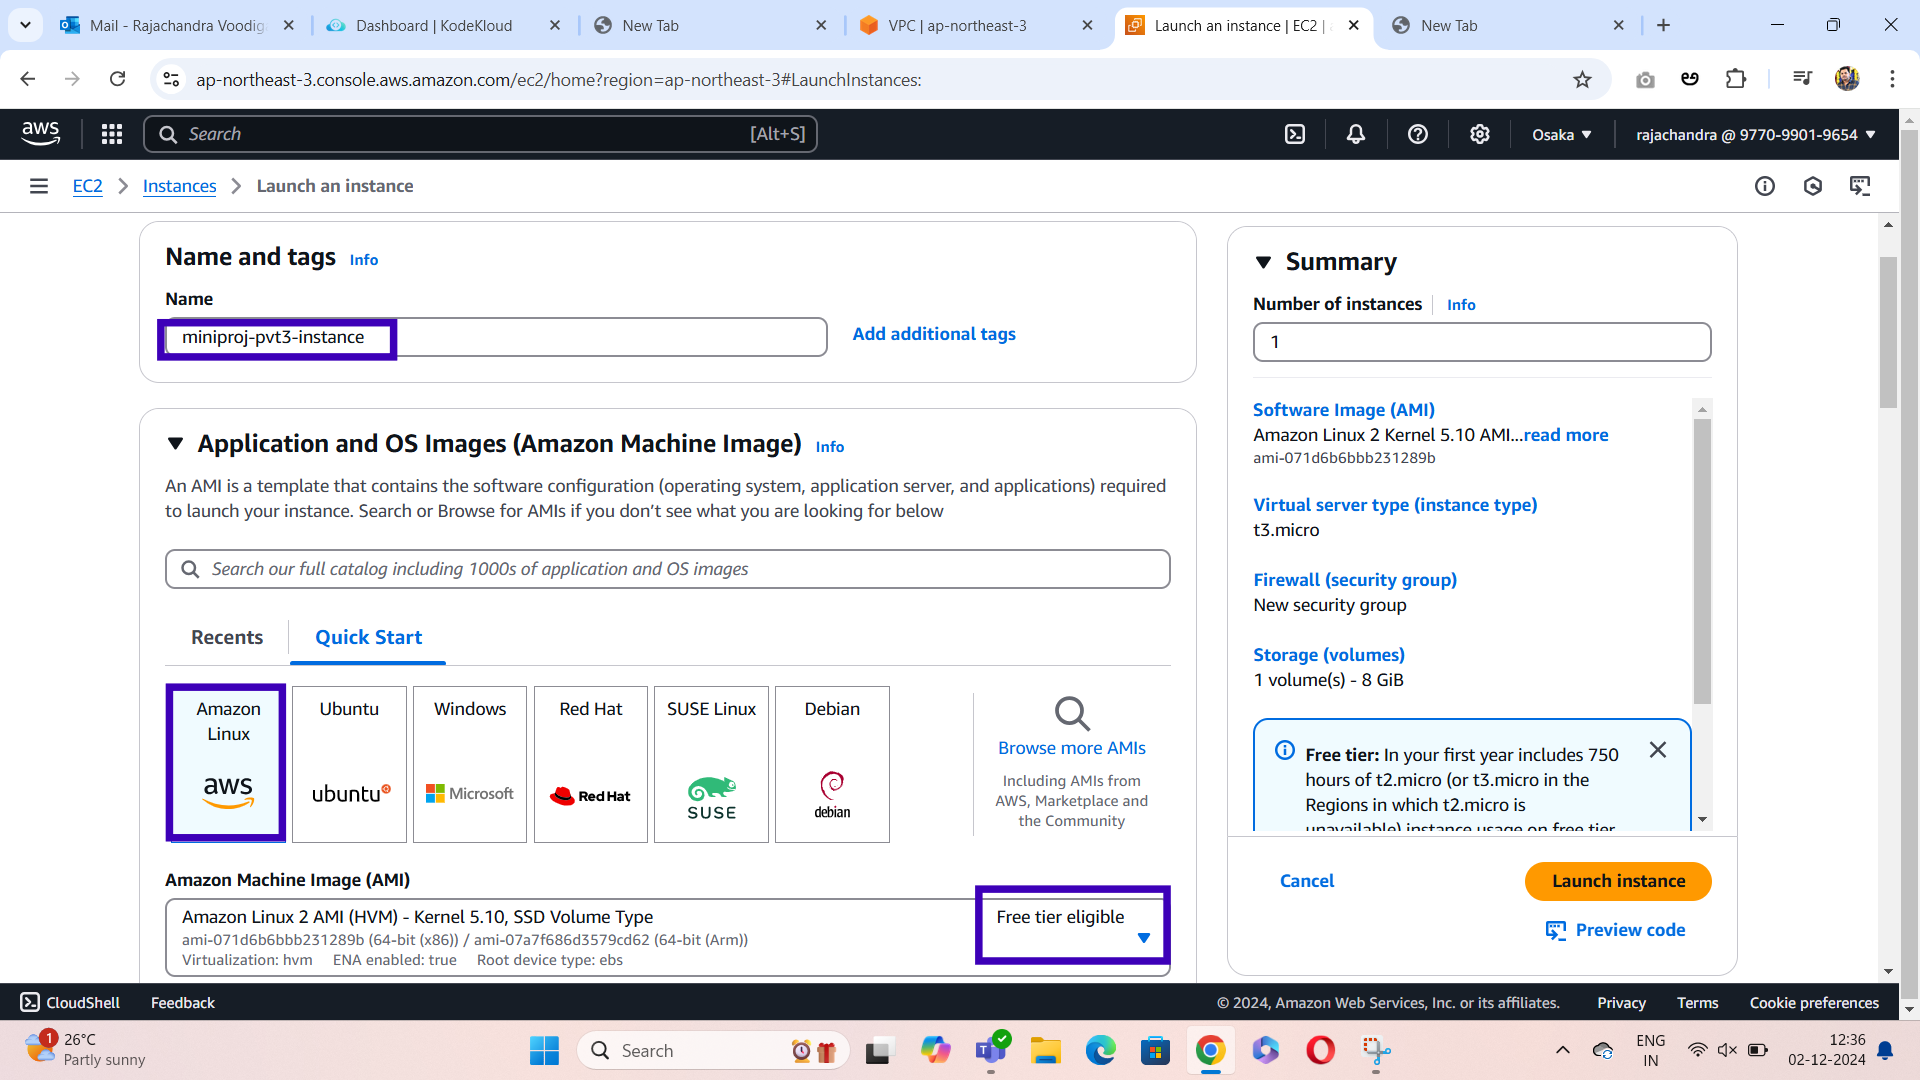 Mail - Rajachandra Voodig
Dashboard | KodeKloud
New Tab
VPC | ap-northeast-3
Launch an instance | EC2 |
New Tab
ap-northeast-3.console.aws.amazon.com/ec2/home?region=ap-northeast-3#LaunchInstances:
aws
Search
[Alt+S]
Osaka
rajachandra @ 9770-9901-9654
EC2
Instances
Launch an instance
Name and tags Info
Name
miniproj-pvt3-instance
Add additional tags
Application and OS Images (Amazon Machine Image) Info
An AMI is a template that contains the software configuration (operating system, application server, and applications) required
to launch your instance. Search or Browse for AMIs if you don't see what you are looking for below
Search our full catalog including 1000s of application and OS images
Recents
Quick Start
Amazon
Linux
aws
Ubuntu
ubuntu
Windows
Microsoft
Red Hat
Red Hat
SUSE Linux
SUSE
Debian
debian
Browse more AMIs
Including AMIs from
AWS, Marketplace and
the Community
Amazon Machine Image (AMI)
Amazon Linux 2 AMI (HVM) - Kernel 5.10, SSD Volume Type
Free tier eligible
ami-071d6b6bbb231289b (64-bit (x86)) / ami-07a7f686d3579cd62 (64-bit (Arm))
Virtualization: hvm ENA enabled: true Root device type: ebs
Summary
Number of instances Info
1
Software Image (AMI)
Amazon Linux 2 Kernel 5.10 AMI...read more
ami-071d6b6bbb231289b
Virtual server type (instance type)
t3.micro
Firewall (security group)
New security group
Storage (volumes)
1 volume(s) - 8 GiB
Free tier: In your first year includes 750
hours of t2.micro (or t3.micro in the
Regions in which t2.micro is
unavailable) instance usage on free tier
Cancel
Launch instance
Preview code
CloudShell
Feedback
© 2024, Amazon Web Services, Inc. or its affiliates.
Privacy
Terms
Cookie preferences
1
26°C
Partly sunny
Search
ENG
IN
12:36
02-12-2024